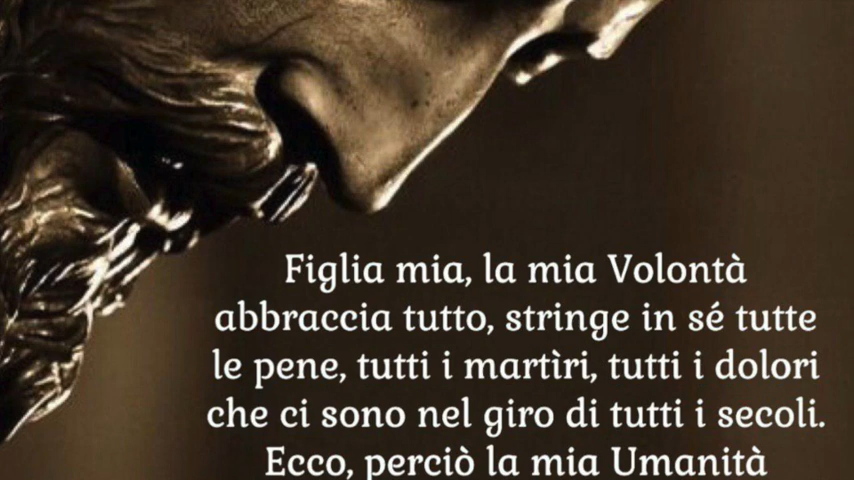 Figlia mia, la mia Volontà
abbraccia tutto, stringe in sé tutte
le pene, tutti i martìri, tutti i dolori
che ci sono nel giro di tutti i secoli.
Ecco, perciò la mia Umanità